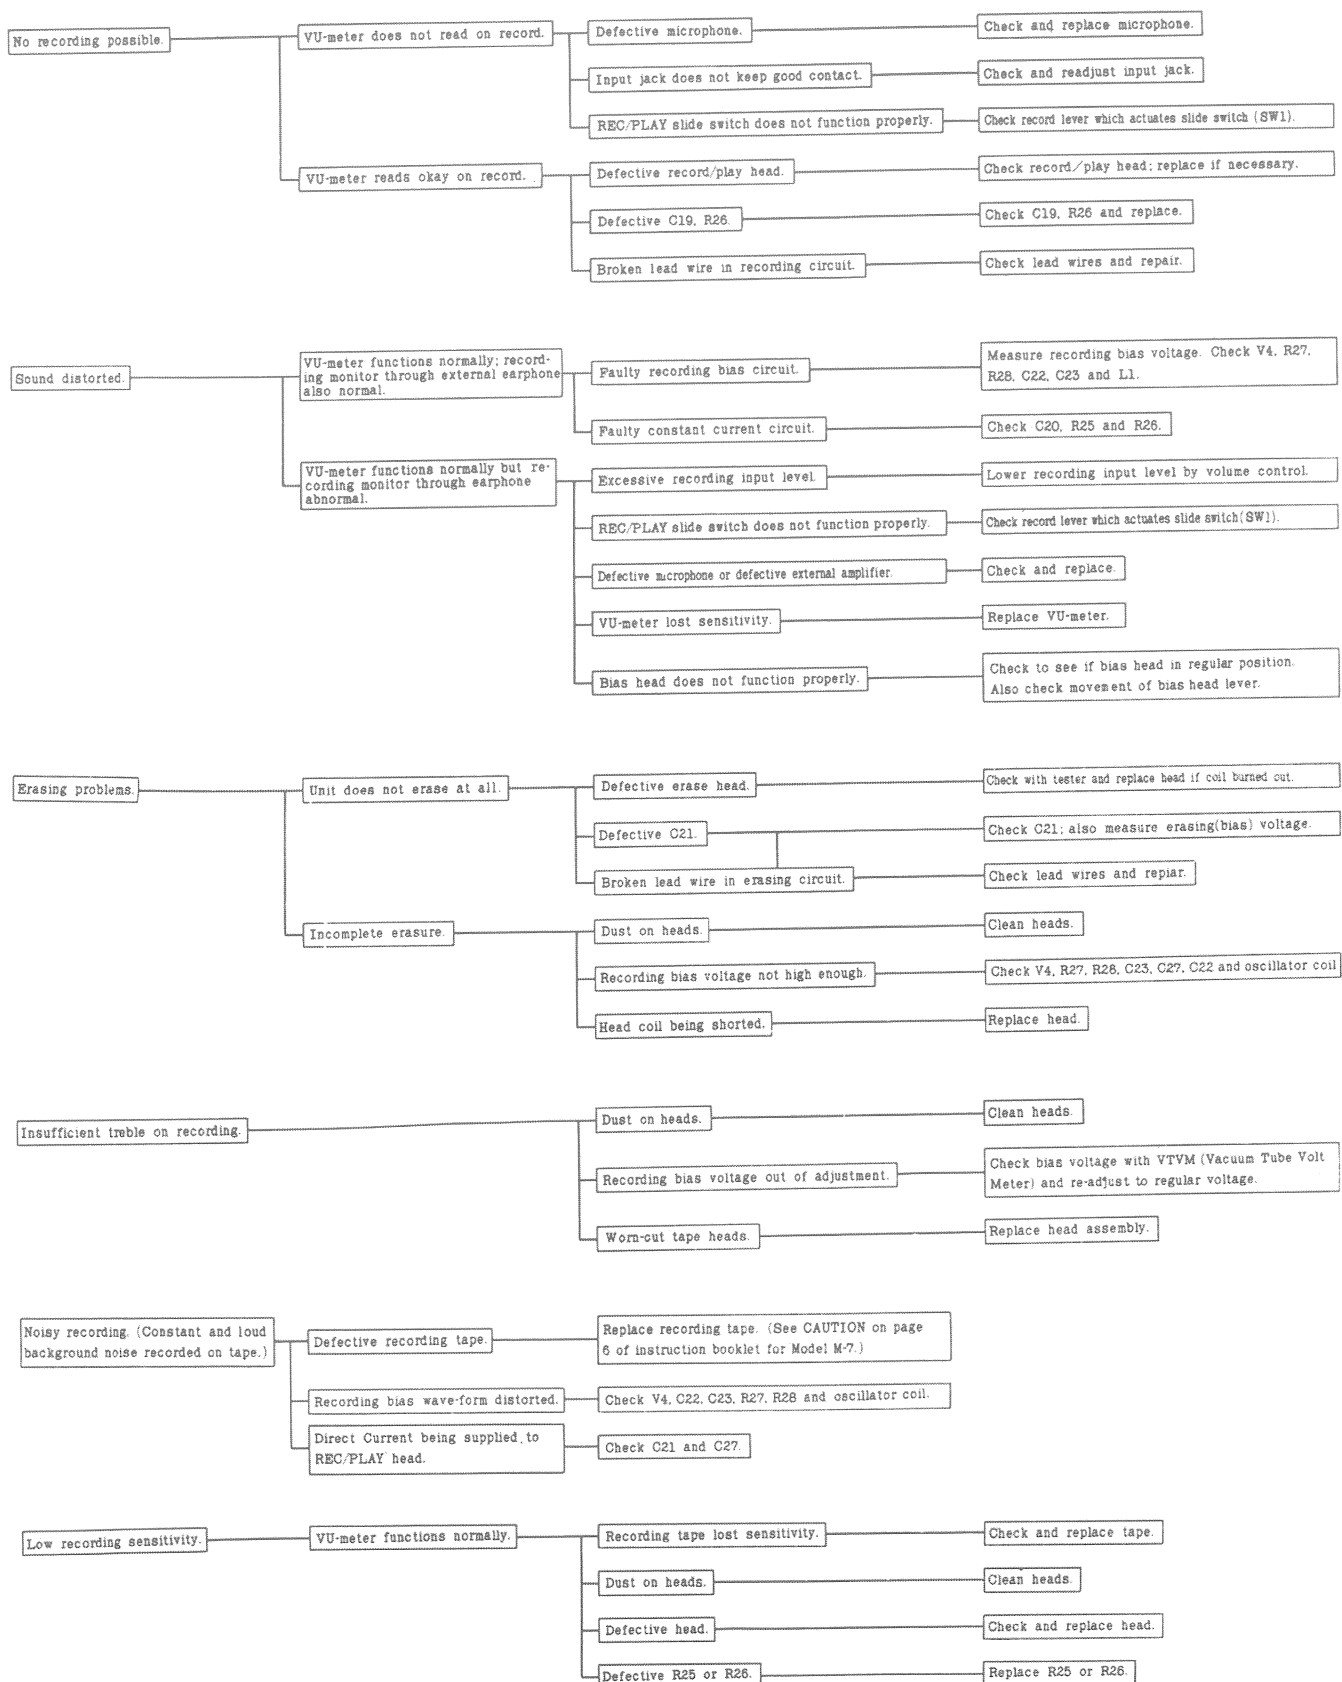 No recording possible.
VU-meter does not read on record.
Defective microphone.
Check and replace microphone.
Input jack does not keep good contact.
Check and readjust input jack.
REC/PLAY slide switch does not function properly.
Check record lever which actuates slide switch (SW1).
VU-meter reads okay on record.
Defective record/play head.
Check record/play head; replace if necessary.
Defective C19, R26.
Check C19, R26 and replace.
Broken lead wire in recording circuit.
Check lead wires and repair.
Sound distorted.
VU-meter functions normally; record-
ing monitor through external earphone
also normal.
Faulty recording bias circuit.
Measure recording bias voltage. Check V4, R27,
R28, C22, C23 and L1.
Faulty constant current circuit.
Check C20, R25 and R26.
VU-meter functions normally but re-
cording monitor through earphone
abnormal.
Excessive recording input level.
Lower recording input level by volume control.
REC/PLAY slide switch does not function properly.
Check record lever which actuates slide switch(SW1).
Defective microphone or defective external amplifier.
Check and replace.
VU-meter lost sensitivity.
Replace VU-meter.
Bias head does not function properly.
Check to see if bias head in regular position.
Also check movement of bias head lever.
Erasing problems.
Unit does not erase at all.
Defective erase head.
Check with tester and replace head if coil burned out.
Defective C21.
Check C21; also measure erasing(bias) voltage.
Broken lead wire in erasing circuit.
Check lead wires and repiar.
Incomplete erasure.
Dust on heads.
Clean heads.
Recording bias voltage not high enough.
Check V4, R27, R28, C23, C27, C22 and oscillator coil
Head coil being shorted.
Replace head.
Insufficient treble on recording.
Dust on heads.
Clean heads.
Recording bias voltage out of adjustment.
Check bias voltage with VTVM (Vacuum Tube Volt
Meter) and re-adjust to regular voltage.
Worn-cut tape heads.
Replace head assembly.
Noisy recording. (Constant and loud
background noise recorded on tape.)
Defective recording tape.
Replace recording tape. (See CAUTION on page
6 of instruction booklet for Model M-7.)
Recording bias wave-form distorted.
Check V4, C22, C23, R27, R28 and oscillator coil.
Direct Current being supplied to
REC/PLAY head.
Check C21 and C27.
Low recording sensitivity.
VU-meter functions normally.
Recording tape lost sensitivity.
Check and replace tape.
Dust on heads.
Clean heads.
Defective head.
Check and replace head.
Defective R25 or R26.
Replace R25 or R26.